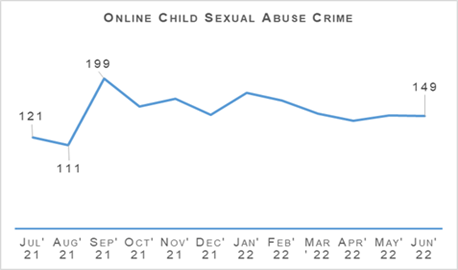 ONLINE CHILD SEXUAL ABUSE CRIME
199
149
121
111
JUL' AUG' SEP' OCT' NOV' DEC' JAN' FEB' MAR APR' MAY' JUN'
21 21 21 21 21 21 22 22 ' 22 22 22 22